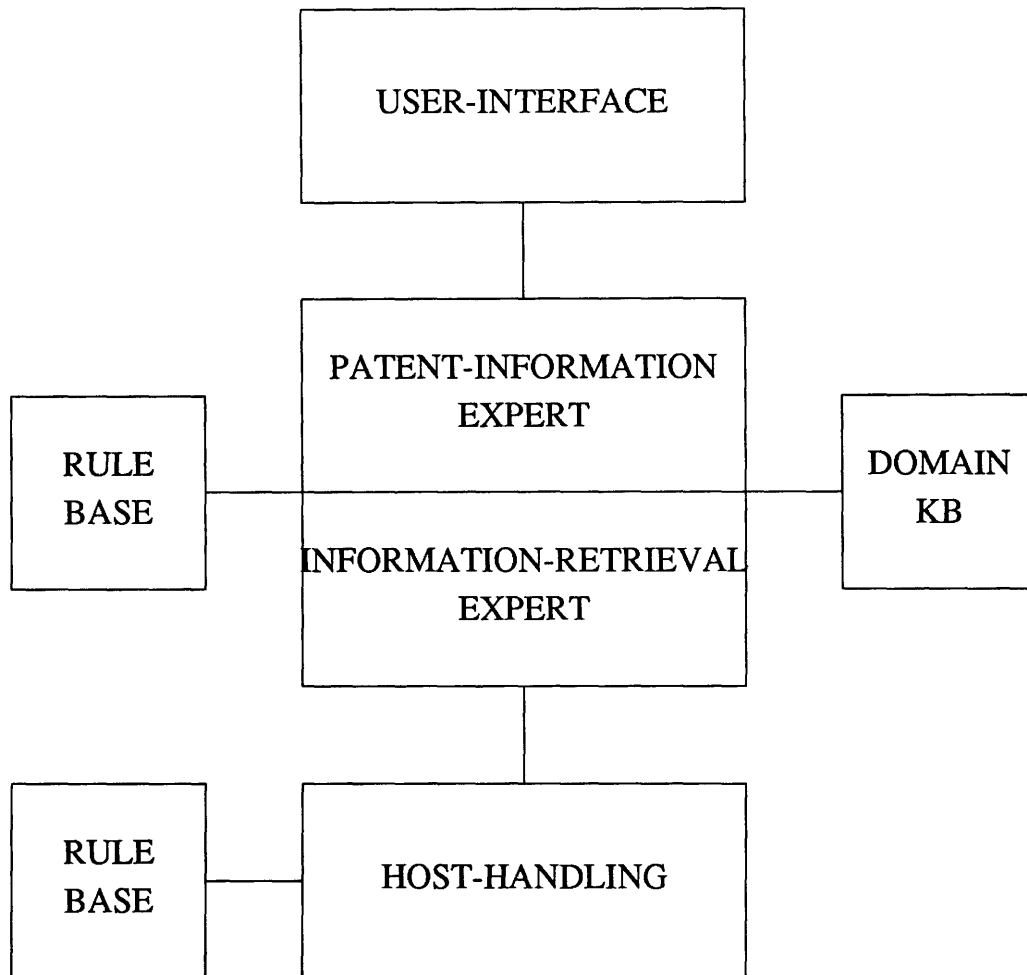 USER-INTERFACE
PATENT-INFORMATION
EXPERT
RULE
BASE
DOMAIN
KB
INFORMATION-RETRIEVAL
EXPERT
RULE
BASE
HOST-HANDLING